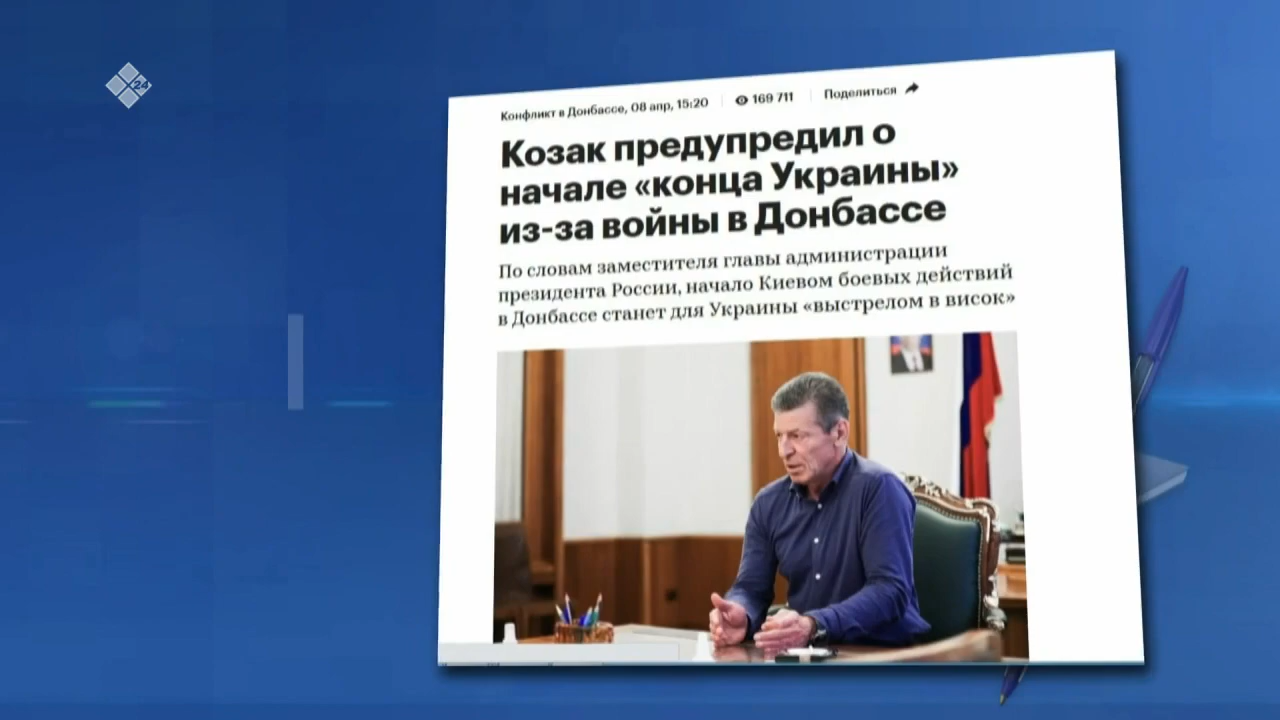 X24
Конфликт в Донбассе, 08 апр, 15:20 169 711 Поделиться
Козак предупредил о
начале «конца Украины»
из-за войны в Донбассе
По словам заместителя главы администрации
президента России, начало Киевом боевых действий
в Донбассе станет для Украины «выстрелом в висок»